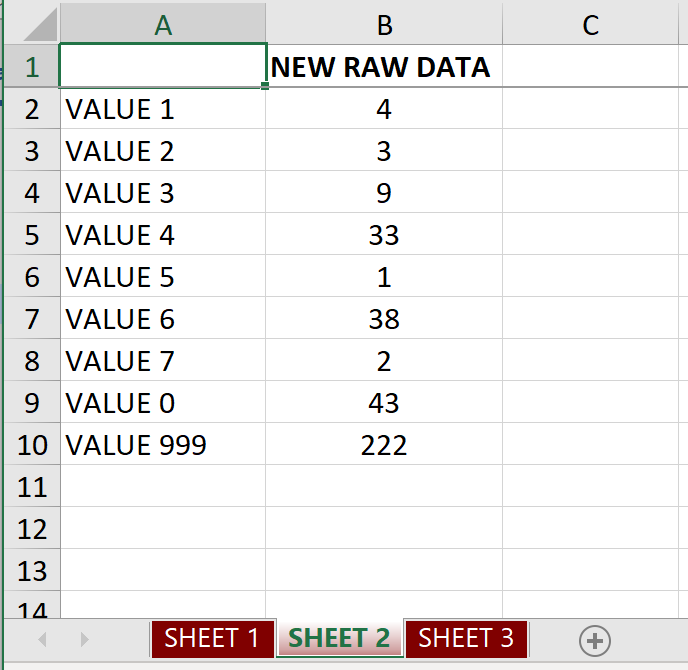 A B C
1 NEW RAW DATA
2 VALUE 1 4
3 VALUE 2 3
4 VALUE 3 9
5 VALUE 4 33
6 VALUE 5 1
7 VALUE 6 38
8 VALUE 7 2
9 VALUE 0 43
10 VALUE 999 222
11
12
13
14
SHEET 1 SHEET 2 SHEET 3